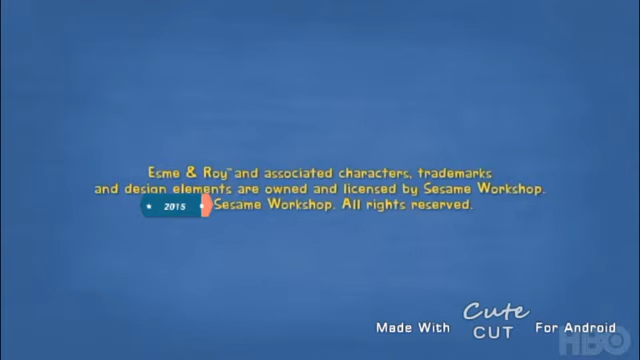 Esme & Roy™ and associated characters, trademarks
and design elements are owned and licensed by Sesame Workshop.
2015 Sesame Workshop. All rights reserved.
Made With Cute CUT For Android
HBO